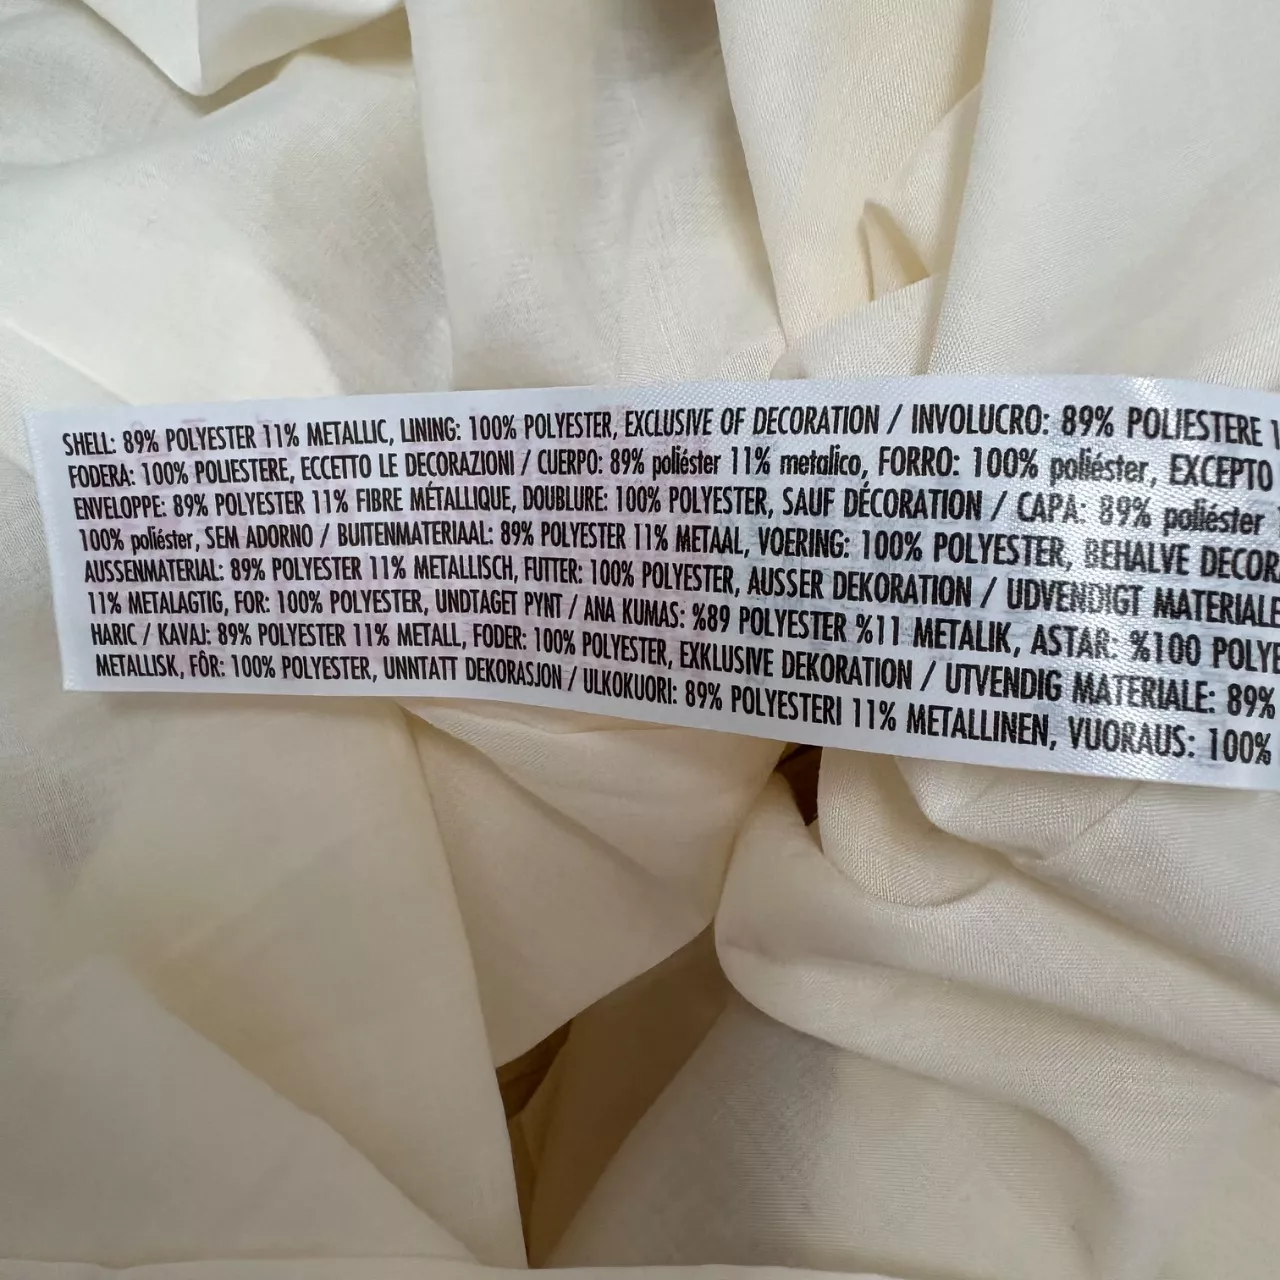 SHELL: 89% POLYESTER 11% METALLIC, LINING: 100% POLYESTER, EXCLUSIVE OF DECORATION / INVOLUCRO: 89% POLIESTERE 1
FODERA: 100% POLIESTERE, ECCETTO LE DECORAZIONI / CUERPO: 89% poliéster 11% metalico, FORRO: 100% poliéster, EXCEPTO
ENVELOPPE: 89% POLYESTER 11% FIBRE MÉTALLIQUE, DOUBLURE: 100% POLYESTER, SAUF DÉCORATION / CAPA: 89% poliéster
100% poliéster, SEM ADORNO / BUITENMATERIAAL: 89% POLYESTER 11% METAAL, VOERING: 100% POLYESTER, BEHALVE DECOR
AUSSENMATERIAL: 89% POLYESTER 11% METALLISCH, FUTTER: 100% POLYESTER, AUSSER DEKORATION / UDVENDIGT MATERIALE
11% METALAGTIG, FOR: 100% POLYESTER, UNDTAGET PYNT / ANA KUMAS: %89 POLYESTER %11 METALIK, ASTAR: %100 POLYE
HARIC / KAVAJ: 89% POLYESTER 11% METALL, FODER: 100% POLYESTER, EXKLUSIVE DEKORATION / UTVENDIG MATERIALE: 89%
METALLISK, FÔR: 100% POLYESTER, UNNTATT DEKORASJON / ULKOKUORI: 89% POLYESTERI 11% METALLINEN, VUORAUS: 100%